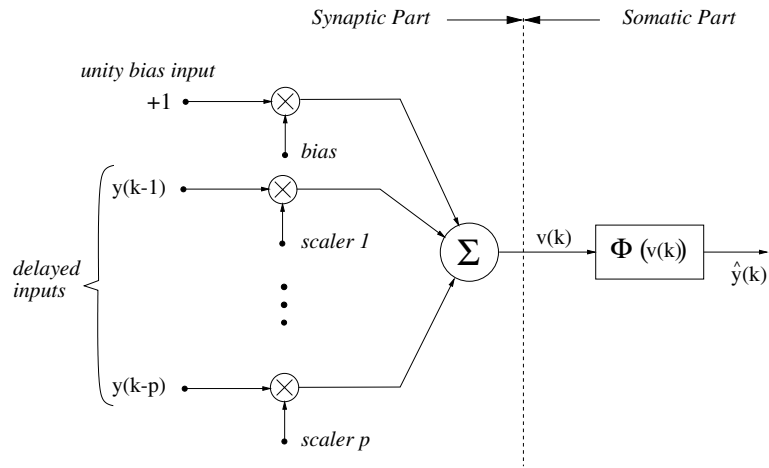 Synaptic Part
Somatic Part
unity bias input
+1
bias
y(k-1)
scaler 1
delayed
inputs
Σ
v(k)
Φ (v(k))
ŷ(k)
y(k-p)
scaler p